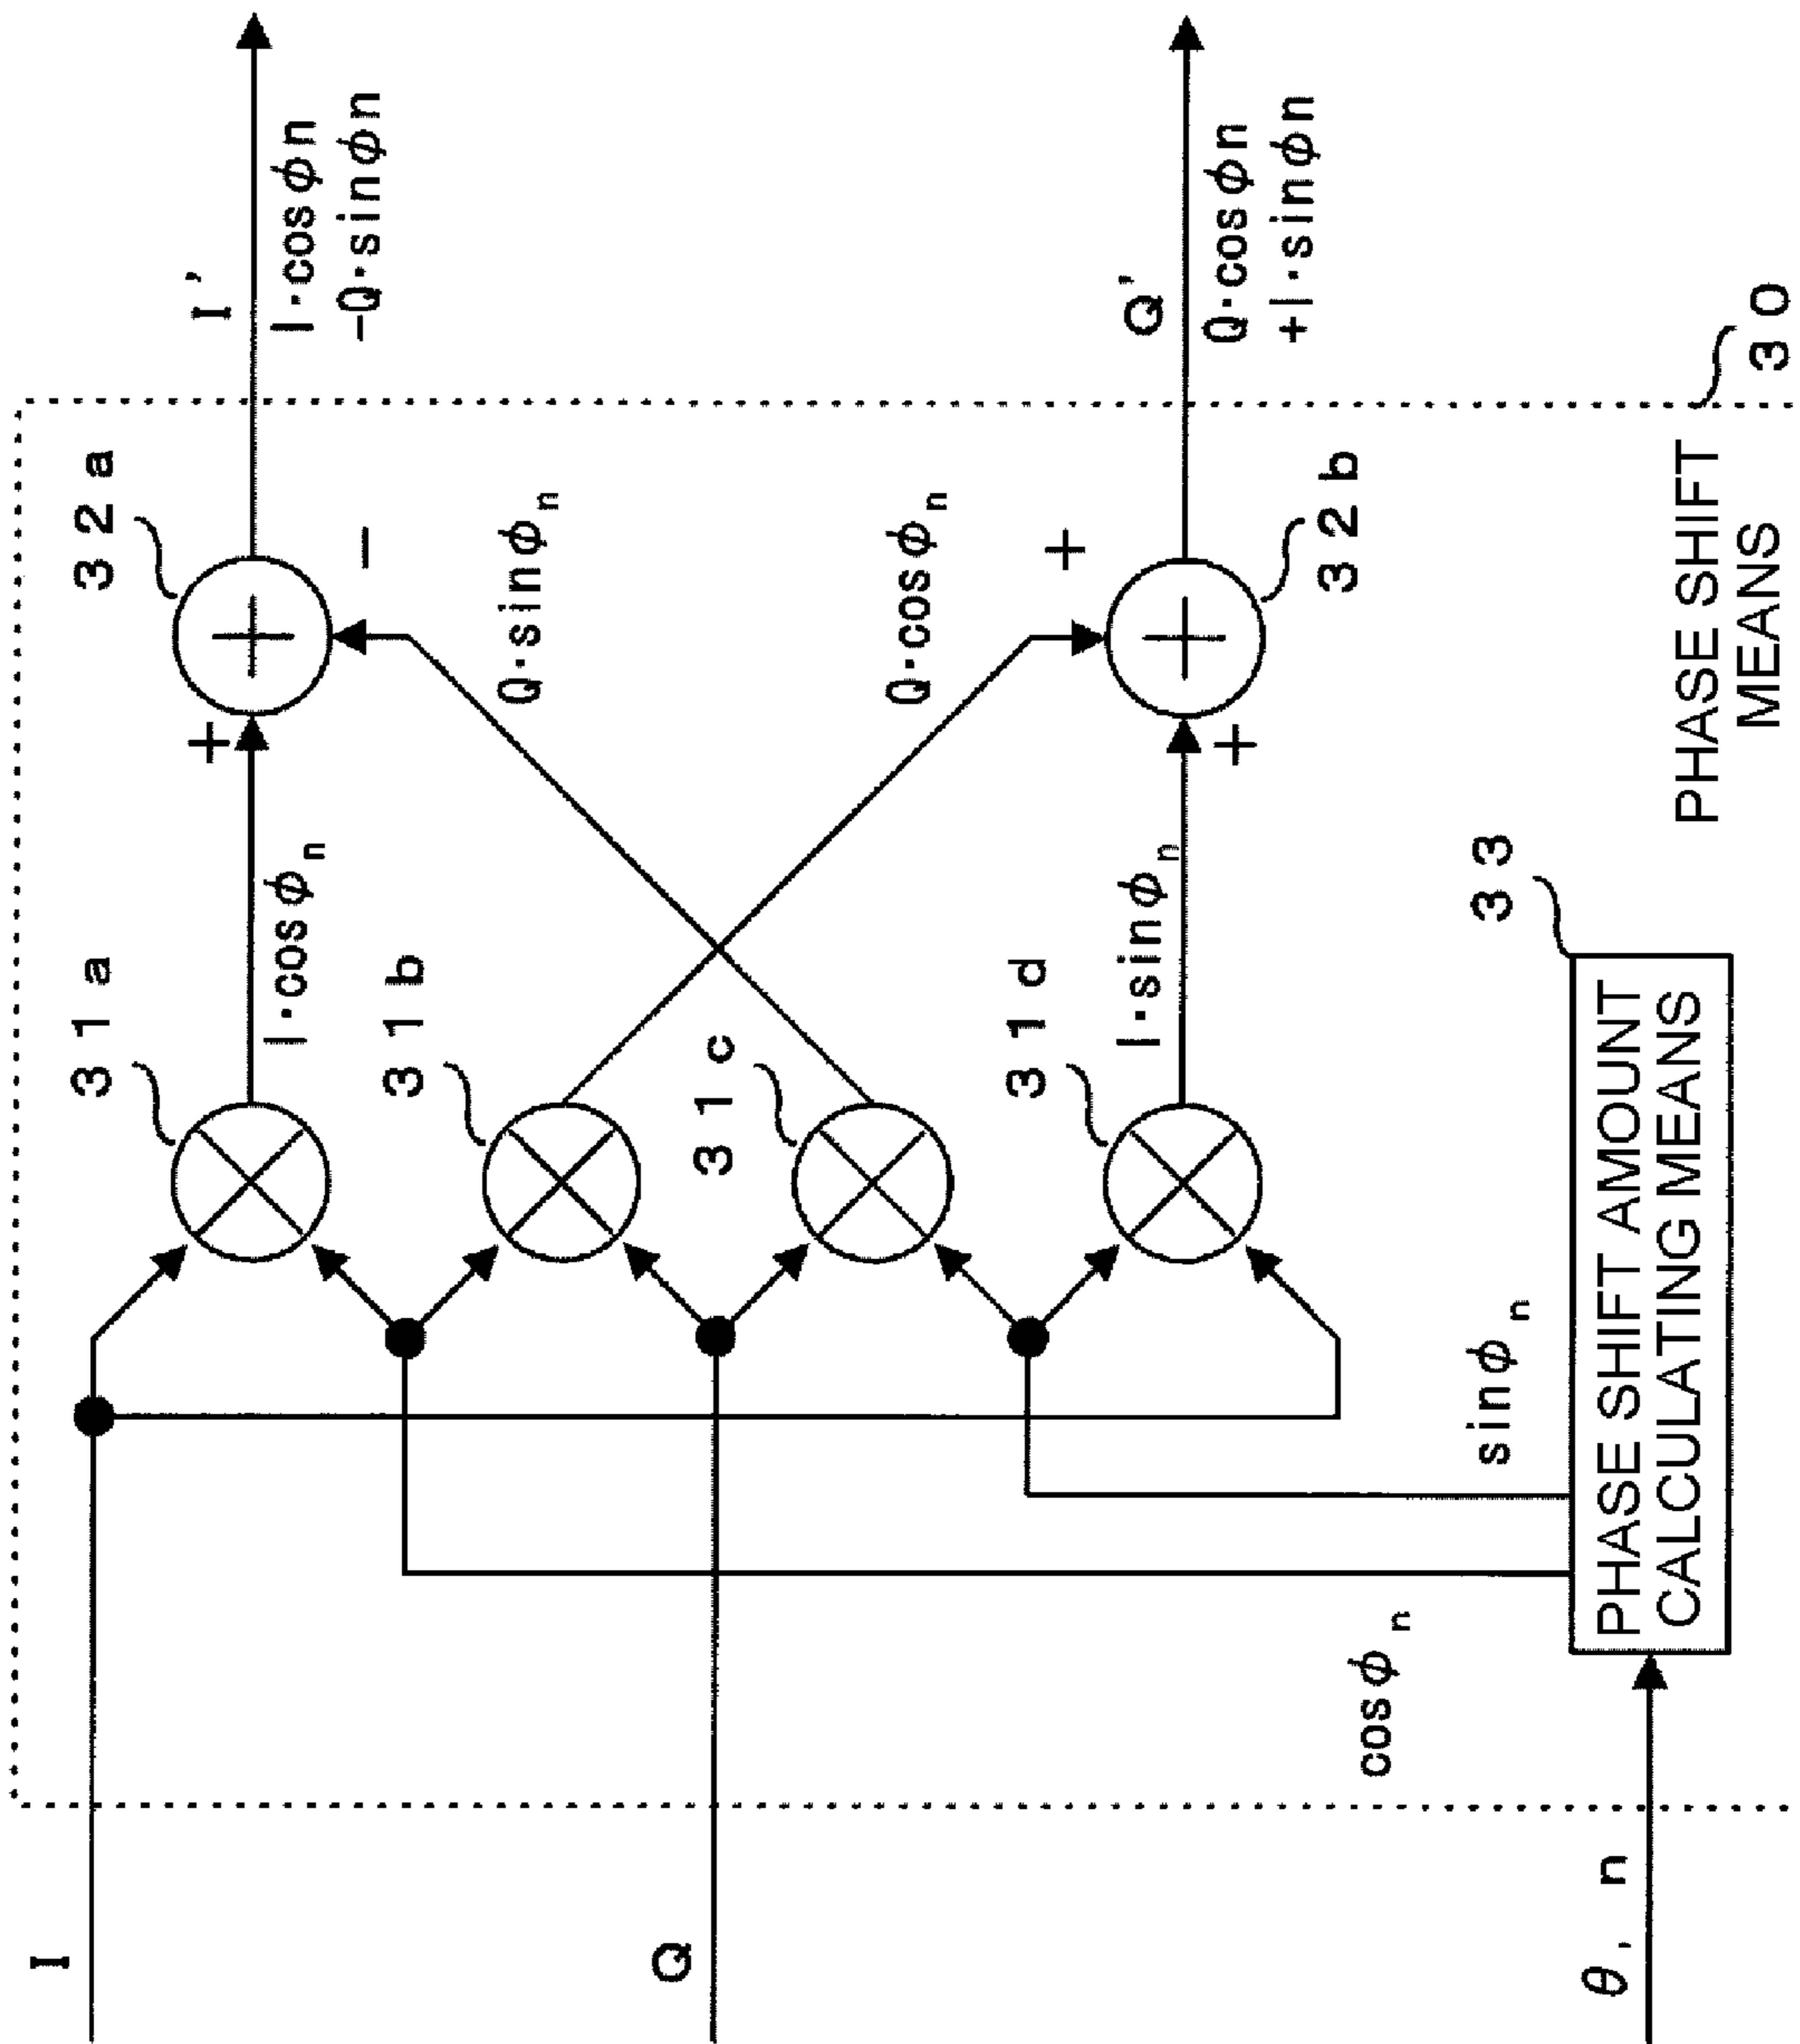 I
Q
θ, n
31a
31b
31c
31d
I·cosφn
I·sinφn
cosφn
sinφn
33
PHASE SHIFT AMOUNT
CALCULATING MEANS
32a
+
−
+
Q·sinφn
Q·cosφn
+
+
+
32b
PHASE SHIFT
MEANS
30
I'
I·cosφn
−Q·sinφn
Q'
Q·cosφn
+I·sinφn